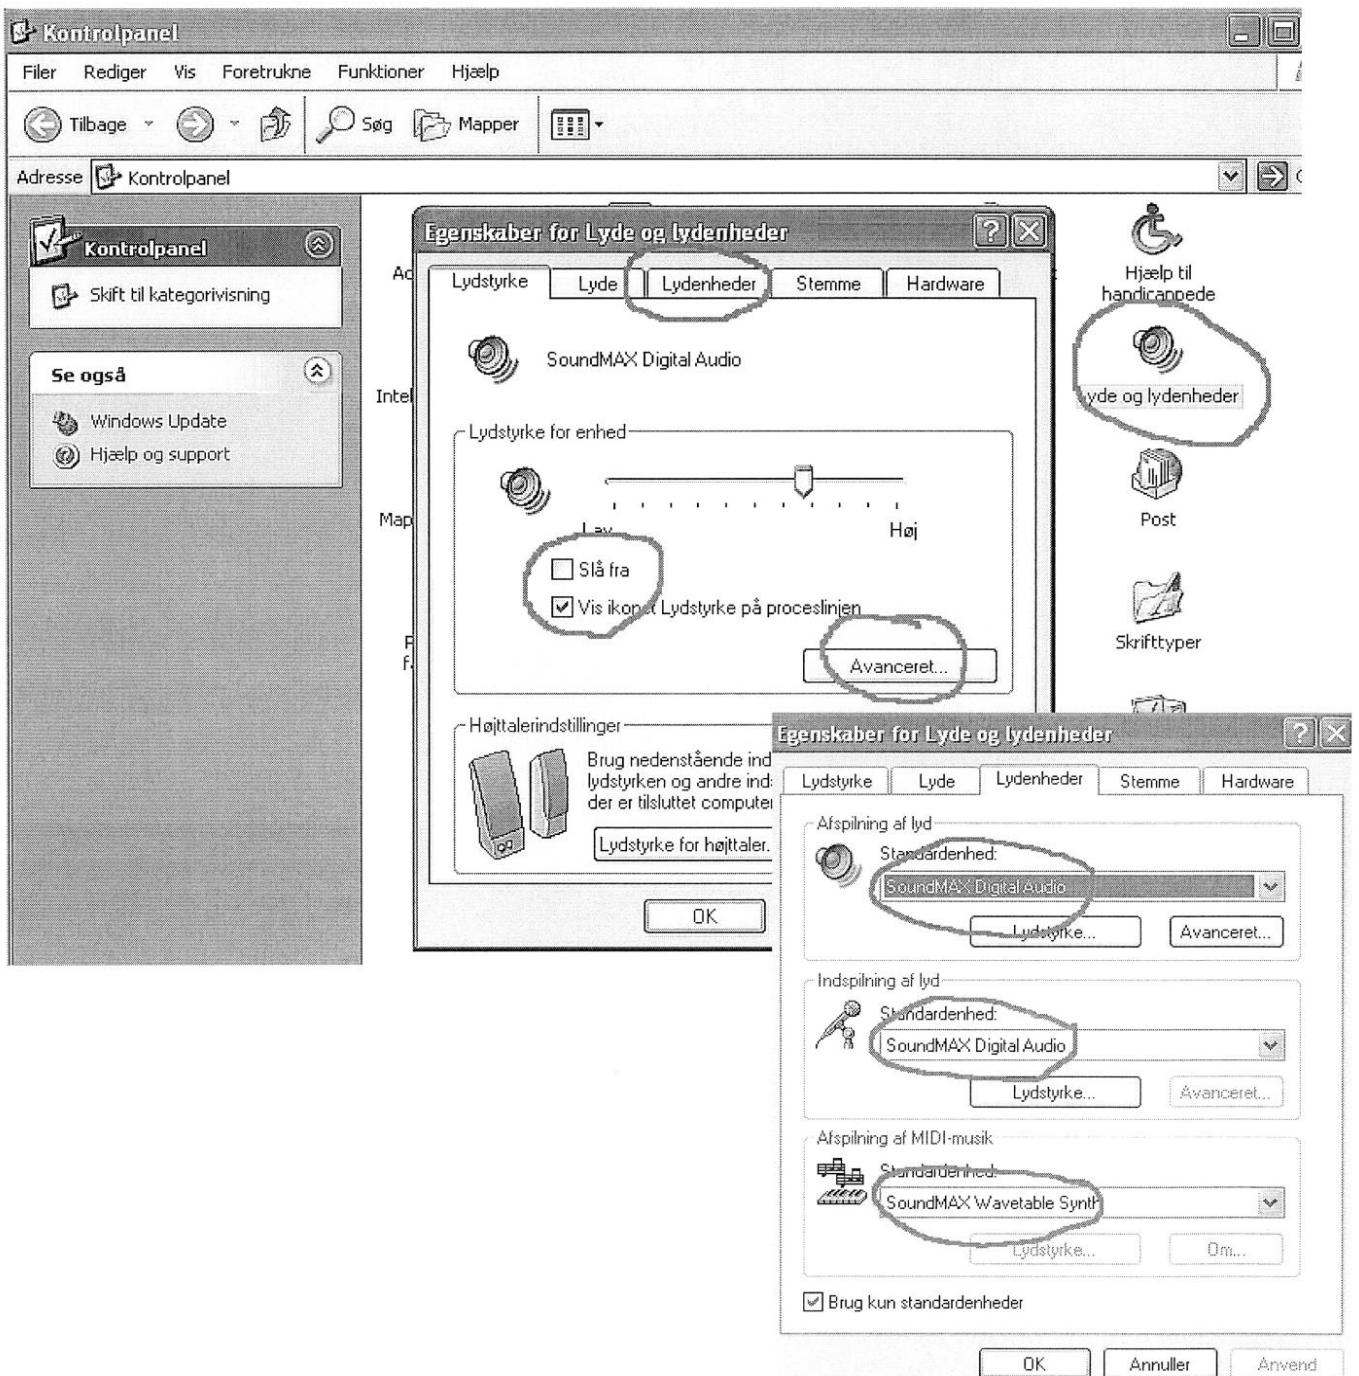 Kontrolpanel
Filer Rediger Vis Foretrukne Funktioner Hjælp
Tilbage Søg Mapper
Adresse Kontrolpanel
Kontrolpanel
Skift til kategorivisning
Se også
Windows Update
Hjælp og support
Egenskaber for Lyde og lydenheder
Lydstyrke Lyde Lydenheder Stemme Hardware
SoundMAX Digital Audio
Lydstyrke for enhed
Lav Høj
Slå fra
Vis ikonet Lydstyrke på proceslinjen
Avanceret...
Højttalerindstillinger
Brug nedenstående ind
lydstyrken og andre inds
der er tilsluttet computer
Lydstyrke for højttaler.
OK
Hjælp til
handicappede
Lyde og lydenheder
Post
Skrifttyper
Egenskaber for Lyde og lydenheder
Lydstyrke Lyde Lydenheder Stemme Hardware
Afspilning af lyd
Standardenhed:
SoundMAX Digital Audio
Lydstyrke... Avanceret...
Indspilning af lyd
Standardenhed:
SoundMAX Digital Audio
Lydstyrke... Avanceret...
Afspilning af MIDI-musik
Standardenhed:
SoundMAX Wavetable Synth
Lydstyrke... Om...
Brug kun standardenheder
OK Annuller Anvend